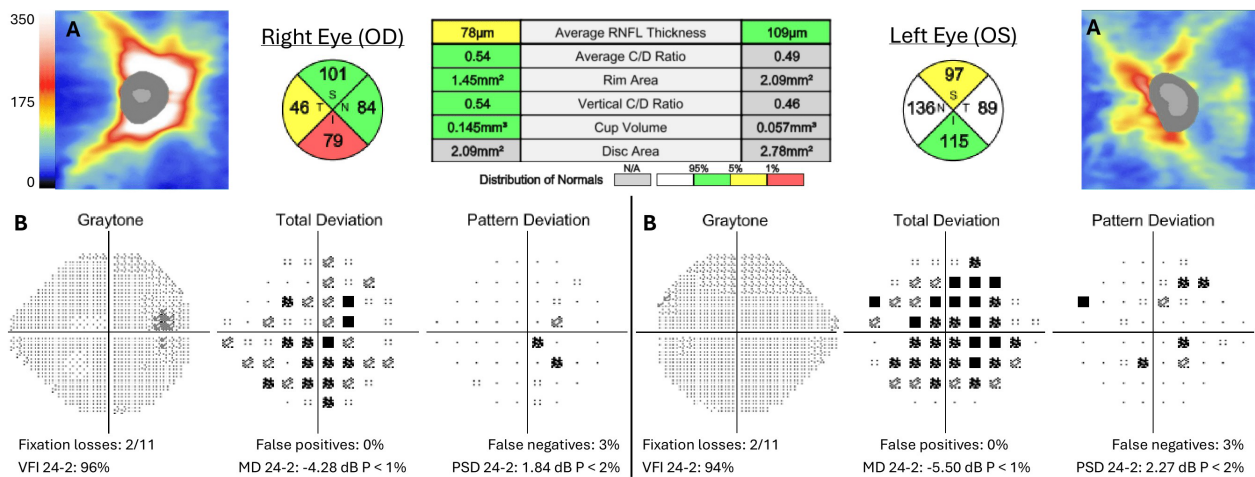 350
175
0
A
Right Eye (OD)
101
S
46 T N 84
I
79
78µm Average RNFL Thickness 109µm
0.54 Average C/D Ratio 0.49
1.45mm² Rim Area 2.09mm²
0.54 Vertical C/D Ratio 0.46
0.145mm³ Cup Volume 0.057mm³
2.09mm² Disc Area 2.78mm²
Distribution of Normals N/A 95% 5% 1%
Left Eye (OS)
97
S
136 N T 89
I
115
A
B
Graytone Total Deviation Pattern Deviation
Fixation losses: 2/11 False positives: 0% False negatives: 3%
VFI 24-2: 96% MD 24-2: -4.28 dB P < 1% PSD 24-2: 1.84 dB P < 2%
B
Graytone Total Deviation Pattern Deviation
Fixation losses: 2/11 False positives: 0% False negatives: 3%
VFI 24-2: 94% MD 24-2: -5.50 dB P < 1% PSD 24-2: 2.27 dB P < 2%